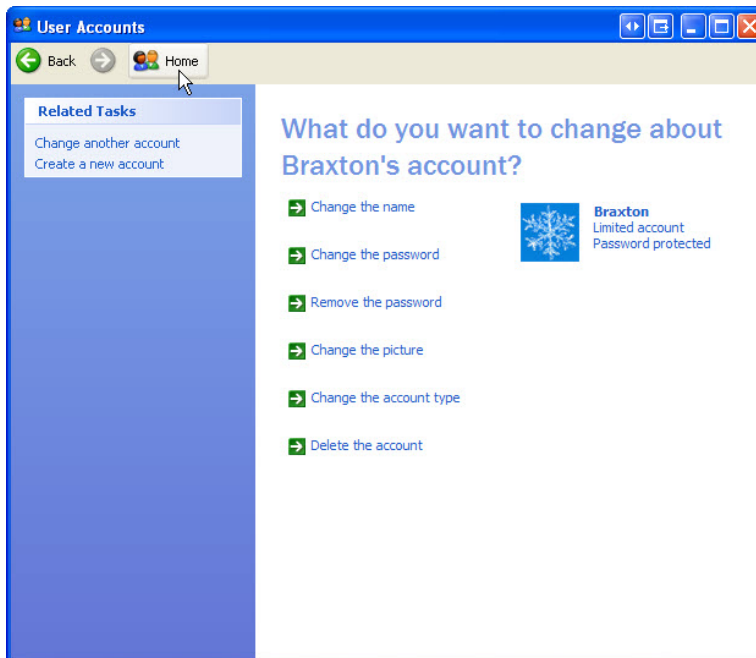 User Accounts
Back
Home
Related Tasks
Change another account
Create a new account
What do you want to change about
Braxton's account?
Change the name
Change the password
Remove the password
Change the picture
Change the account type
Delete the account
Braxton
Limited account
Password protected